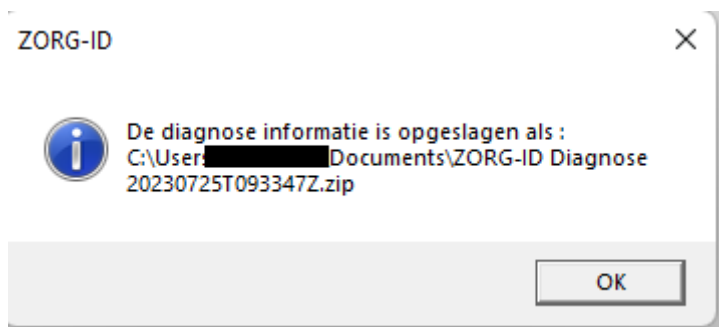 ZORG-ID
De diagnose informatie is opgeslagen als :
C:\Users Documents\ZORG-ID Diagnose
20230725T093347Z.zip
OK